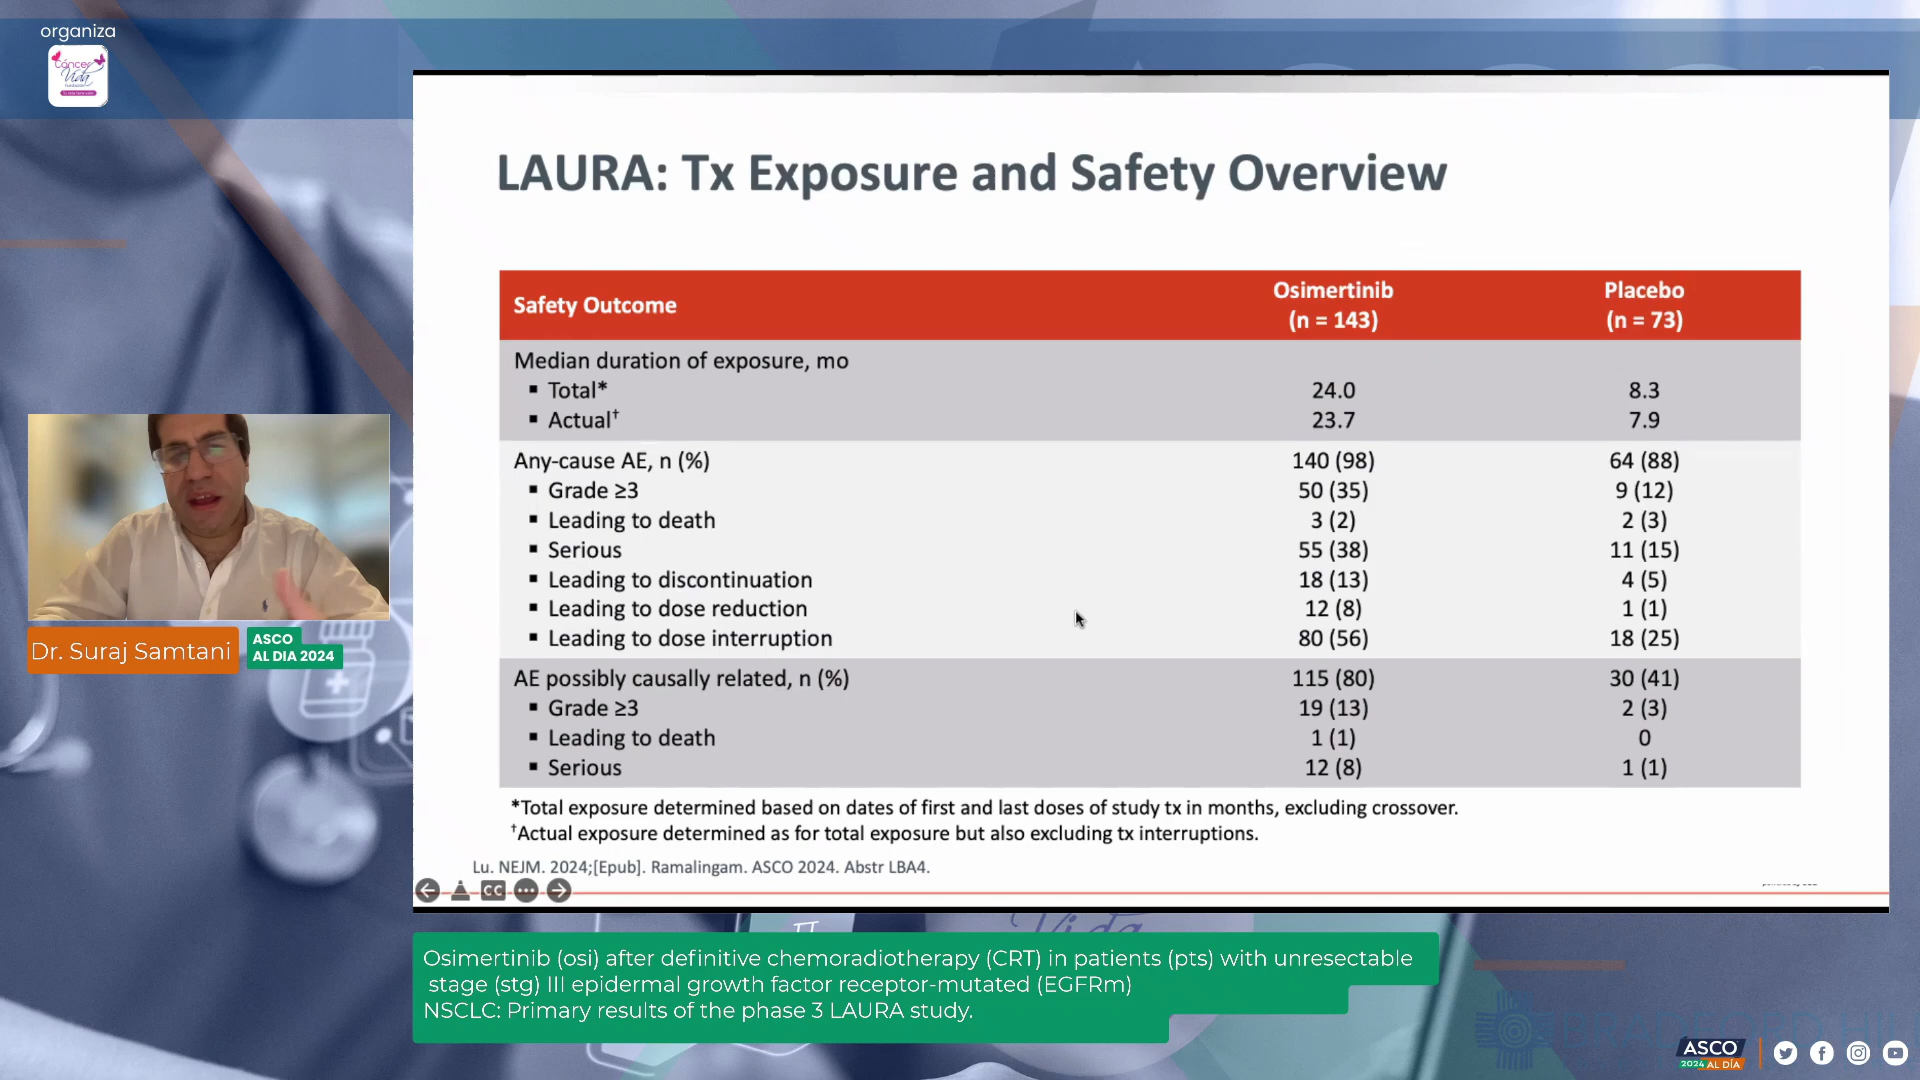 organiza
Cáncer
Vida
LAURA: Tx Exposure and Safety Overview
Safety Outcome Osimertinib (n = 143) Placebo (n = 73)
Median duration of exposure, mo
▪ Total* 24.0 8.3
▪ Actual† 23.7 7.9
Any-cause AE, n (%) 140 (98) 64 (88)
▪ Grade ≥3 50 (35) 9 (12)
▪ Leading to death 3 (2) 2 (3)
▪ Serious 55 (38) 11 (15)
▪ Leading to discontinuation 18 (13) 4 (5)
▪ Leading to dose reduction 12 (8) 1 (1)
▪ Leading to dose interruption 80 (56) 18 (25)
AE possibly causally related, n (%) 115 (80) 30 (41)
▪ Grade ≥3 19 (13) 2 (3)
▪ Leading to death 1 (1) 0
▪ Serious 12 (8) 1 (1)
*Total exposure determined based on dates of first and last doses of study tx in months, excluding crossover.
†Actual exposure determined as for total exposure but also excluding tx interruptions.
Lu. NEJM. 2024;[Epub]. Ramalingam. ASCO 2024. Abstr LBA4.
CC
Dr. Suraj Samtani
ASCO
AL DIA 2024
Vida
Osimertinib (osi) after definitive chemoradiotherapy (CRT) in patients (pts) with unresectable
stage (stg) III epidermal growth factor receptor-mutated (EGFRm)
NSCLC: Primary results of the phase 3 LAURA study.
ASCO
2024 AL DÍA